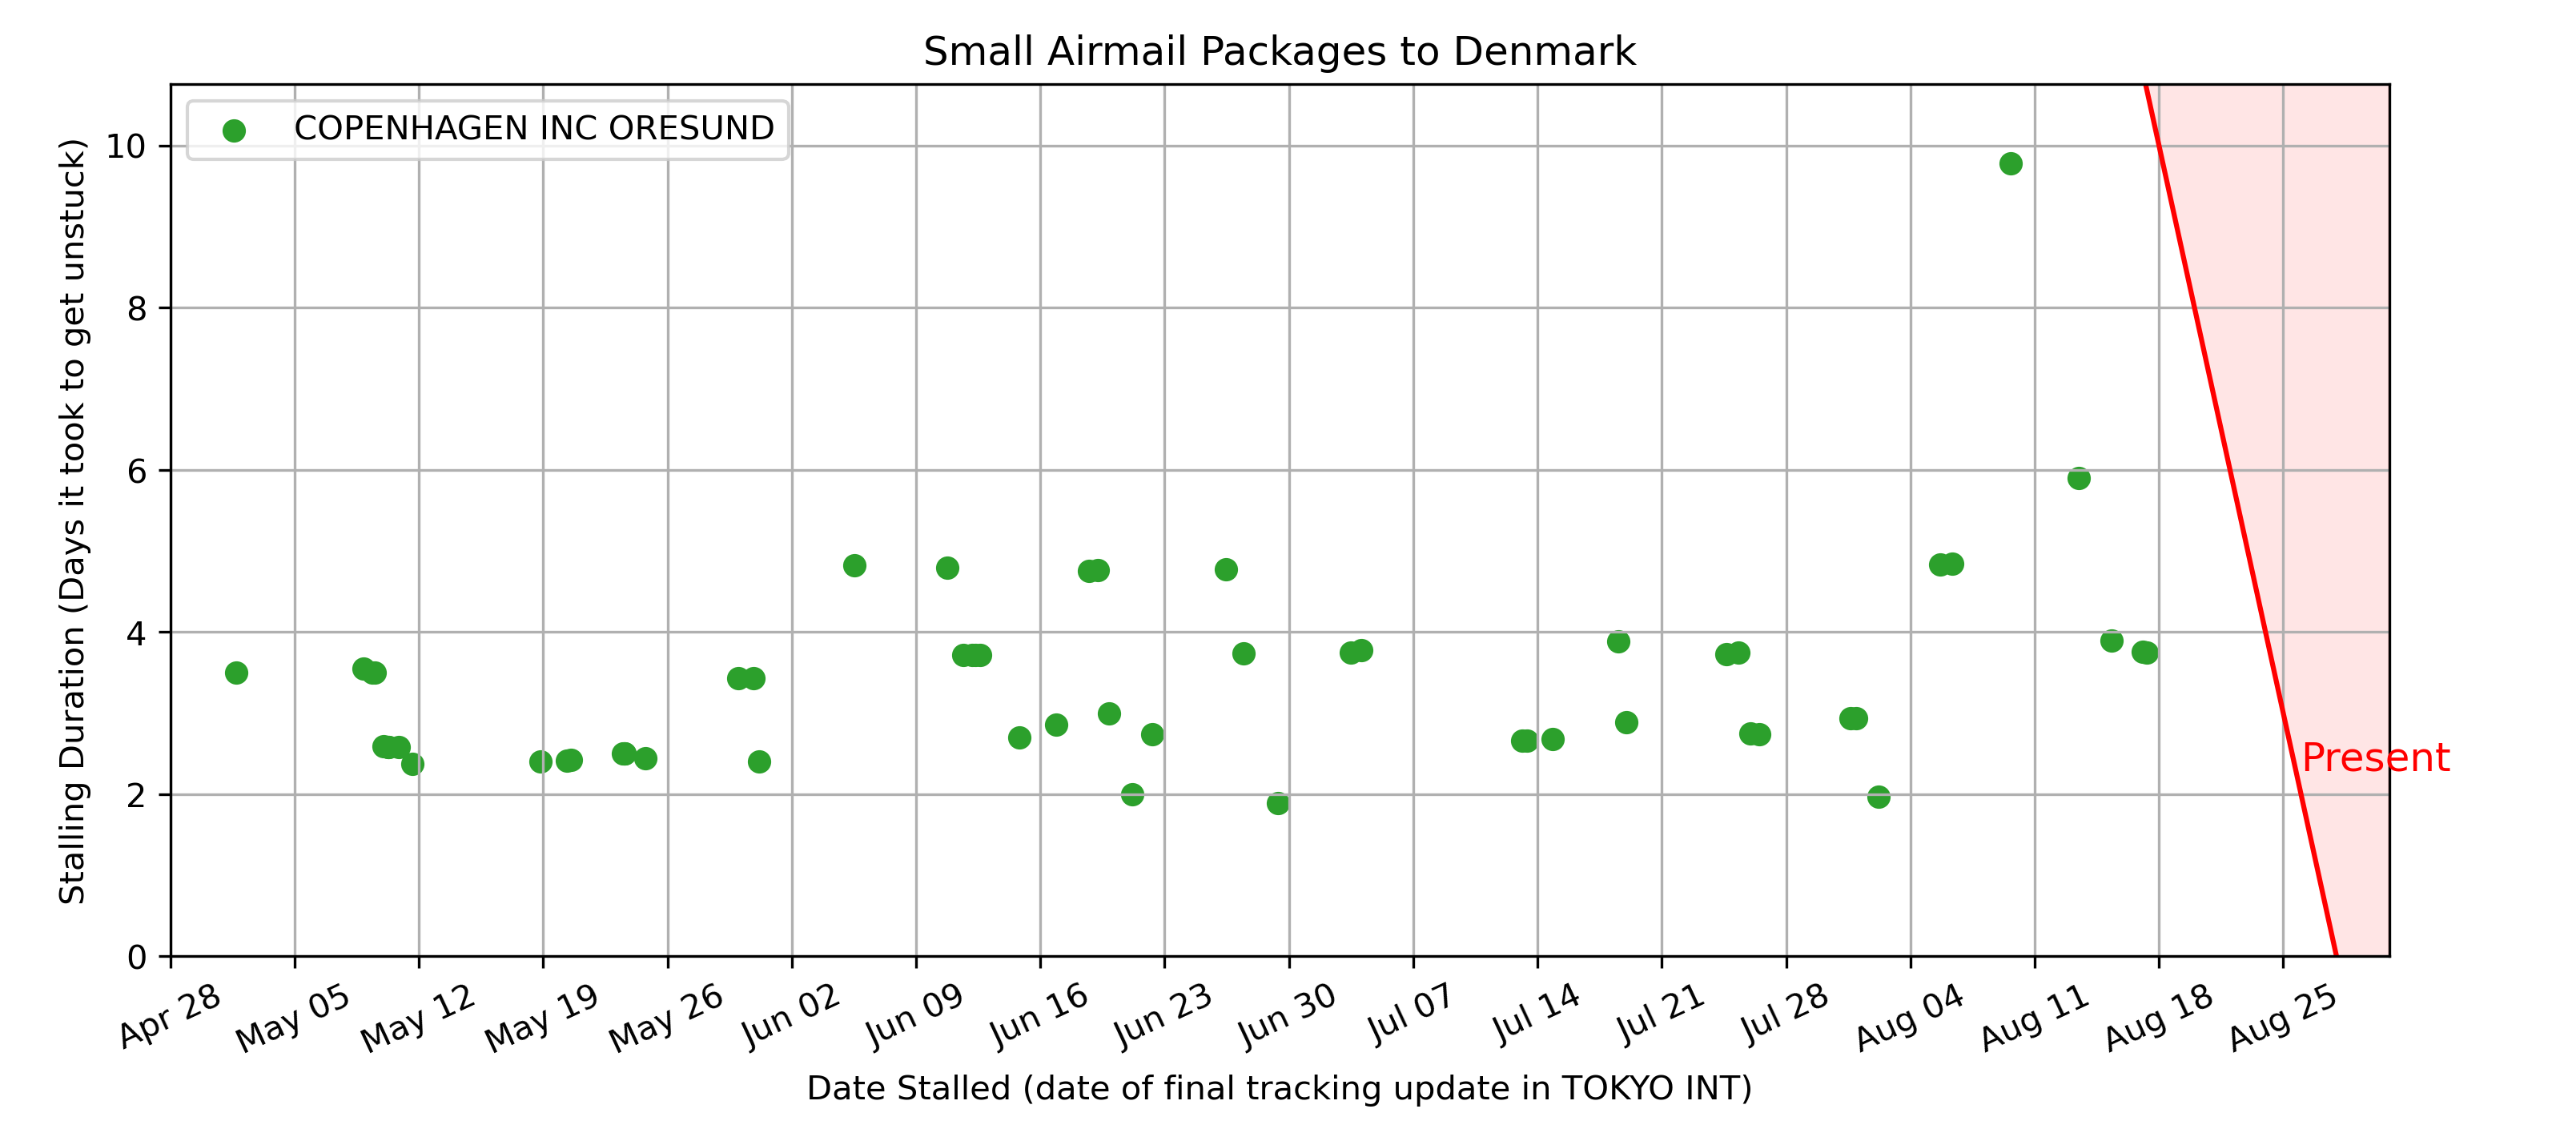 Small Airmail Packages to Denmark
COPENHAGEN INC ORESUND
Stalling Duration (Days it took to get unstuck)
10
8
6
4
2
0
Present
Apr 28
May 05
May 12
May 19
May 26
Jun 02
Jun 09
Jun 16
Jun 23
Jun 30
Jul 07
Jul 14
Jul 21
Jul 28
Aug 04
Aug 11
Aug 18
Aug 25
Date Stalled (date of final tracking update in TOKYO INT)